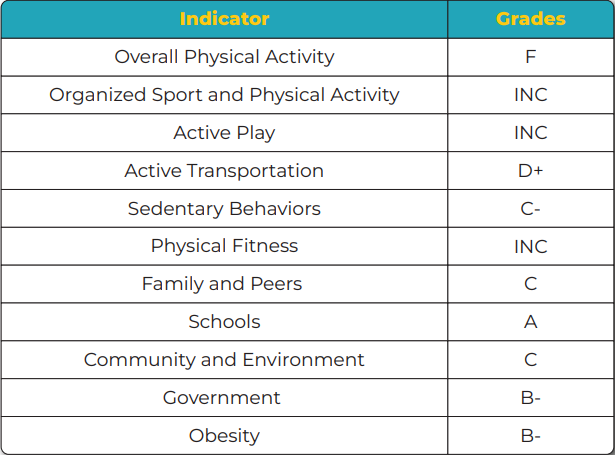 Indicator Grades
Overall Physical Activity F
Organized Sport and Physical Activity INC
Active Play INC
Active Transportation D+
Sedentary Behaviors C-
Physical Fitness INC
Family and Peers C
Schools A
Community and Environment C
Government B-
Obesity B-